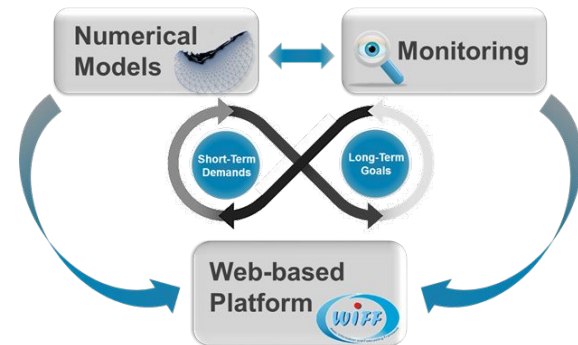 Numerical
Models
Monitoring
Short-Term
Demands
Long-Term
Goals
Web-based
Platform
WIFF